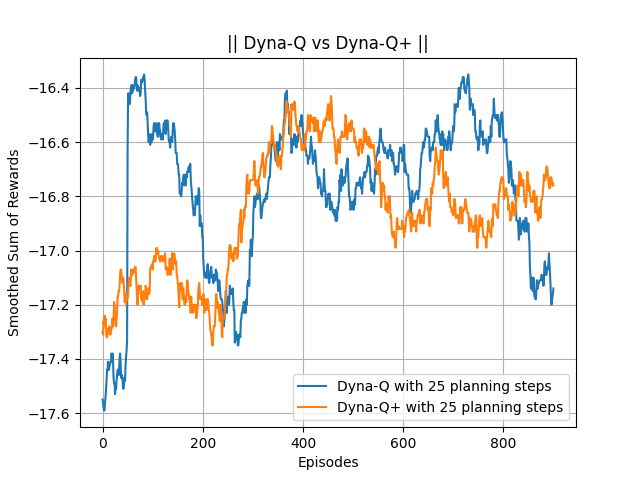 || Dyna-Q vs Dyna-Q+ ||
Smoothed Sum of Rewards
−16.4
−16.6
−16.8
−17.0
−17.2
−17.4
−17.6
Dyna-Q with 25 planning steps
Dyna-Q+ with 25 planning steps
0
200
400
600
800
Episodes